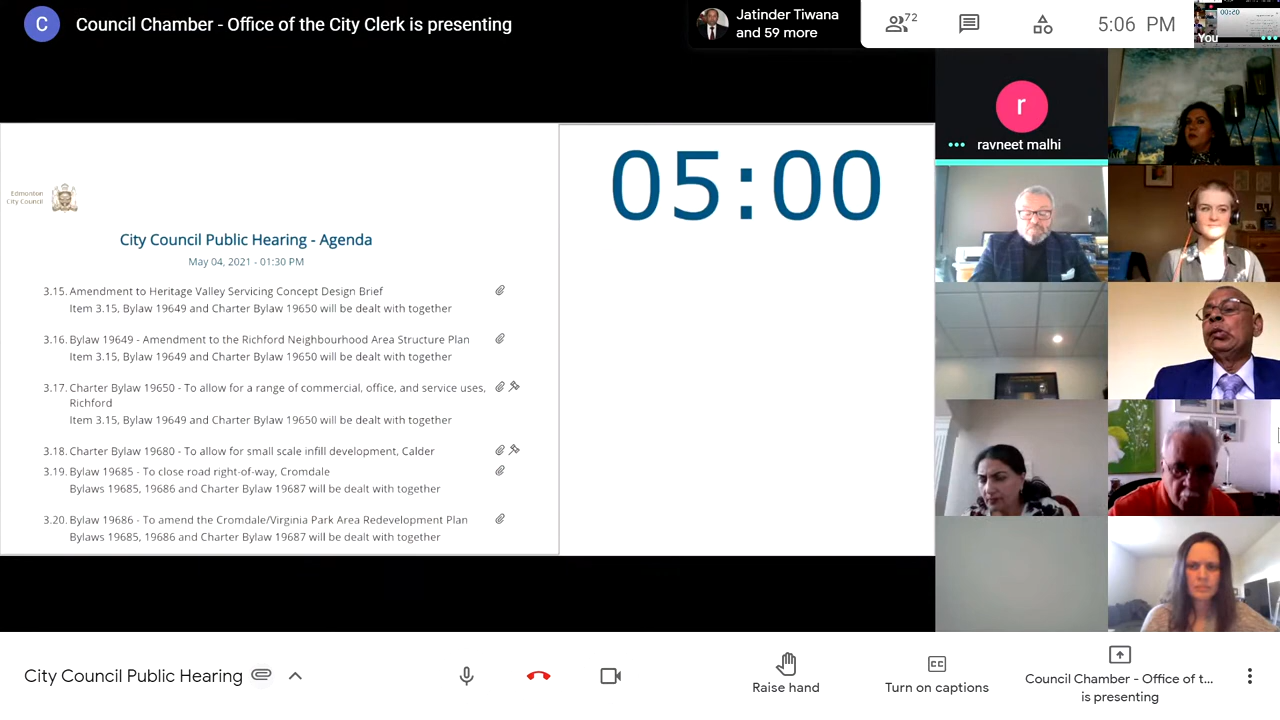 C
Council Chamber - Office of the City Clerk is presenting
Jatinder Tiwana
and 59 more
72
5:06 PM
05:00
You
r
ravneet malhi
Edmonton
City Council
05:00
City Council Public Hearing - Agenda
May 04, 2021 - 01:30 PM
3.15. Amendment to Heritage Valley Servicing Concept Design Brief
Item 3.15, Bylaw 19649 and Charter Bylaw 19650 will be dealt with together
3.16. Bylaw 19649 - Amendment to the Richford Neighbourhood Area Structure Plan
Item 3.15, Bylaw 19649 and Charter Bylaw 19650 will be dealt with together
3.17. Charter Bylaw 19650 - To allow for a range of commercial, office, and service uses,
Richford
Item 3.15, Bylaw 19649 and Charter Bylaw 19650 will be dealt with together
3.18. Charter Bylaw 19680 - To allow for small scale infill development, Calder
3.19. Bylaw 19685 - To close road right-of-way, Cromdale
Bylaws 19685, 19686 and Charter Bylaw 19687 will be dealt with together
3.20. Bylaw 19686 - To amend the Cromdale/Virginia Park Area Redevelopment Plan
Bylaws 19685, 19686 and Charter Bylaw 19687 will be dealt with together
City Council Public Hearing
Raise hand
CC
Turn on captions
Council Chamber - Office of t...
is presenting